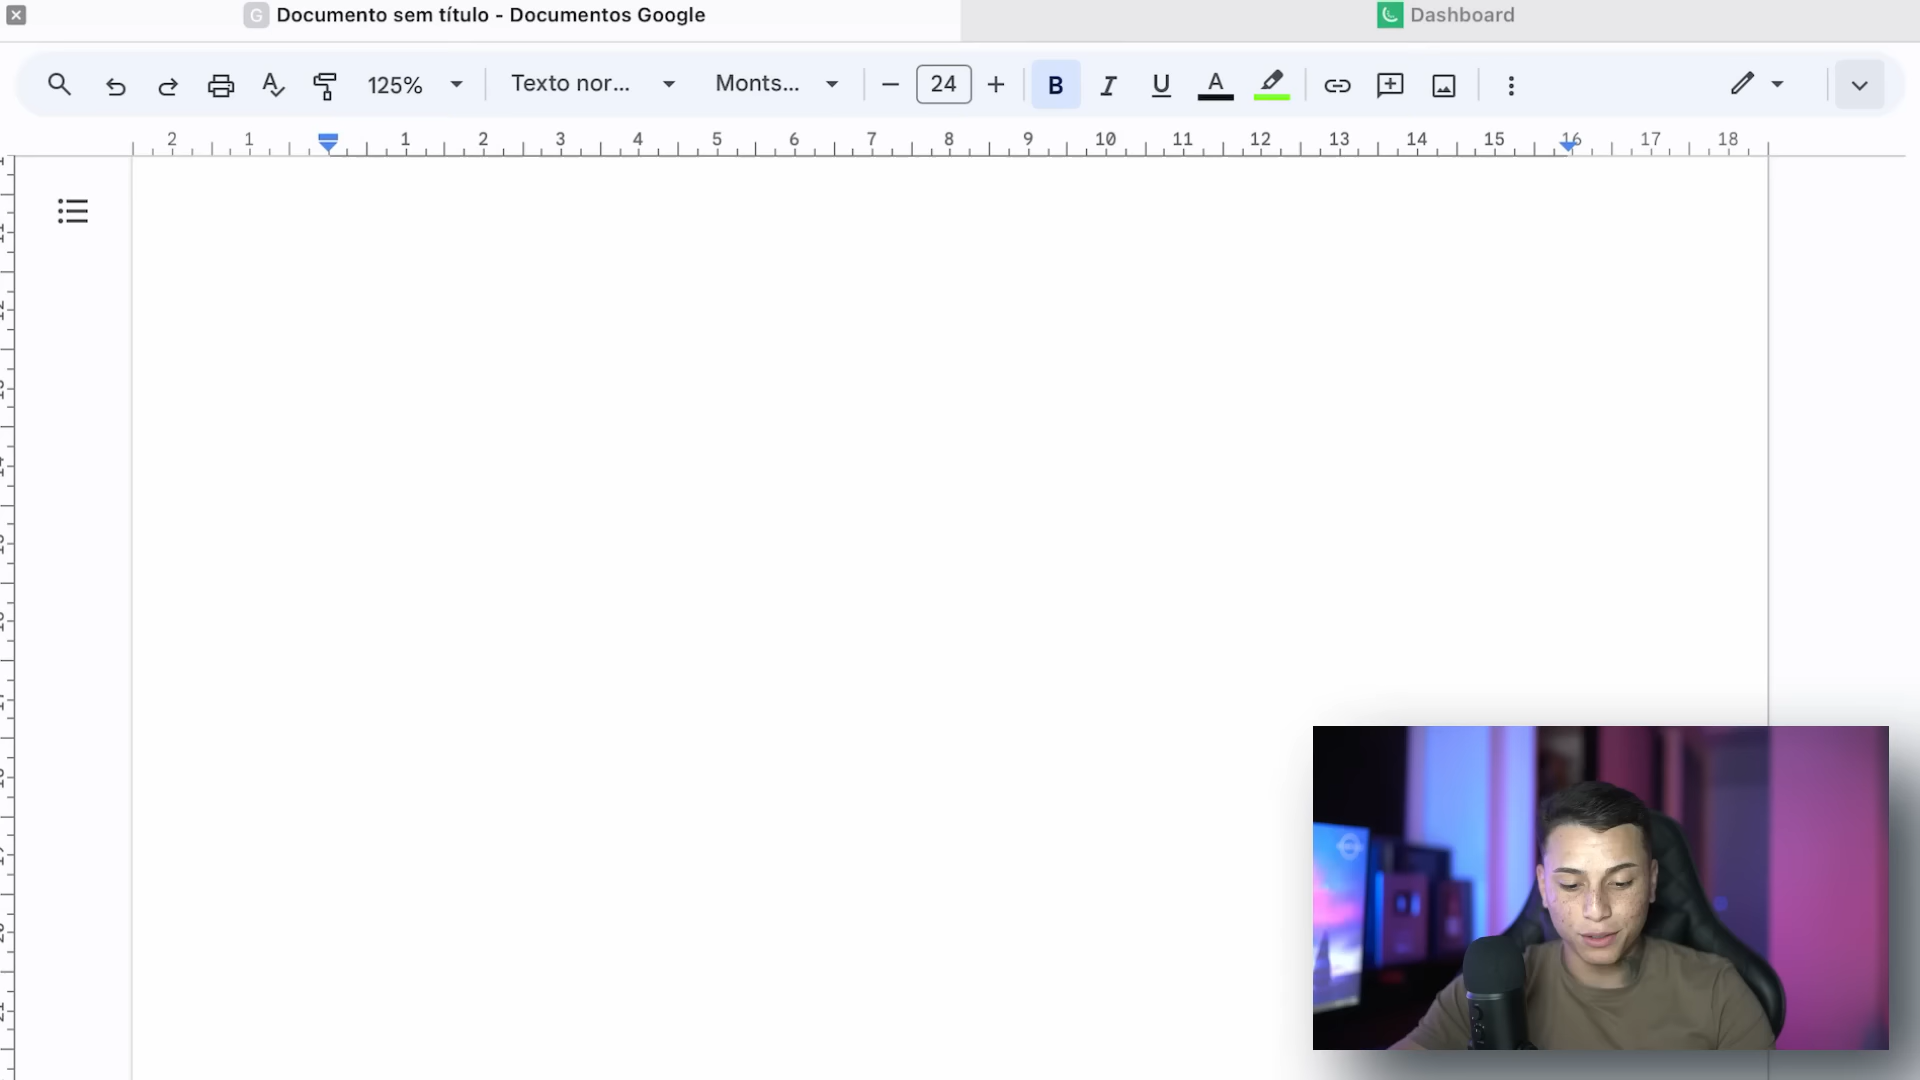 Documento sem título - Documentos Google
Dashboard
125%
Texto nor...
Monts...
24
B
I
U
A
2 1 1 2 3 4 5 6 7 8 9 10 11 12 13 14 15 16 17 18